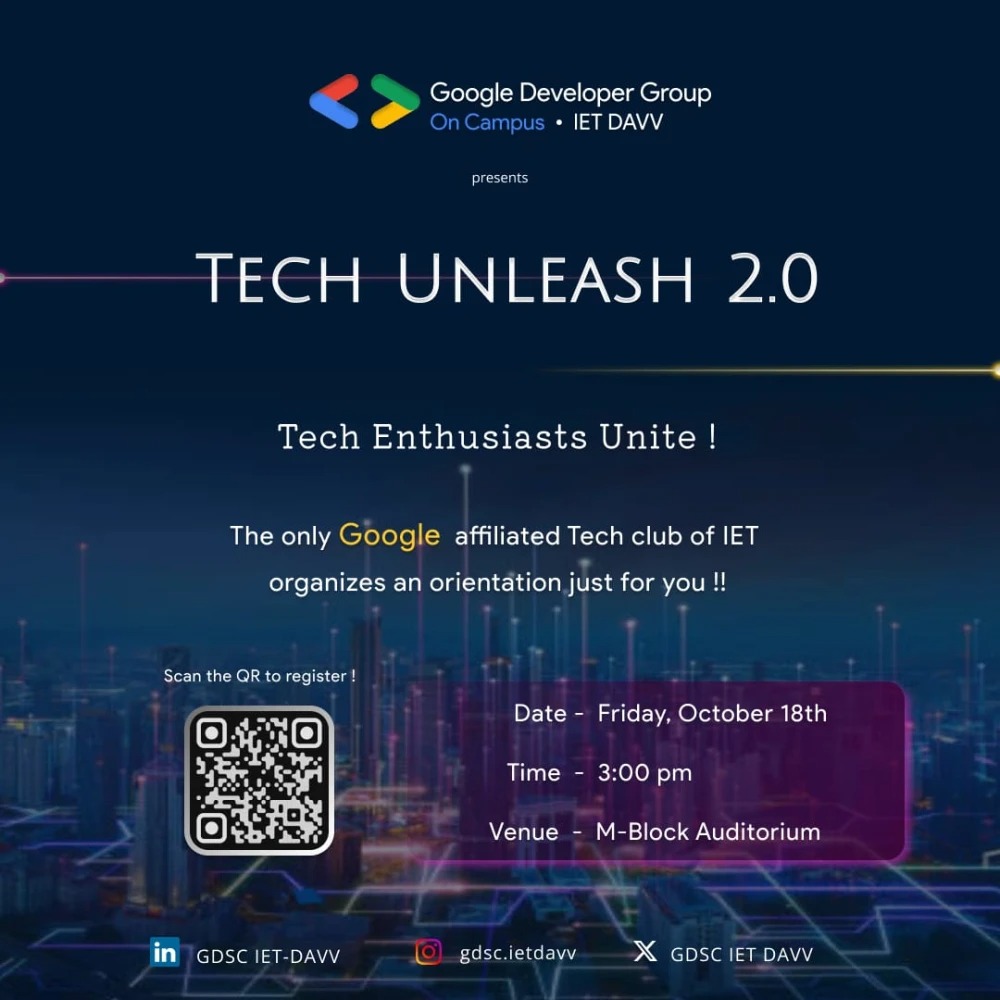 Google Developer Group
On Campus • IET DAVV
presents
TECH UNLEASH 2.0
Tech Enthusiasts Unite !
The only Google affiliated Tech club of IET
organizes an orientation just for you !!
Scan the QR to register !
Date - Friday, October 18th
Time - 3:00 pm
Venue - M-Block Auditorium
in GDSC IET-DAVV
gdsc.ietdavv
X GDSC IET DAVV